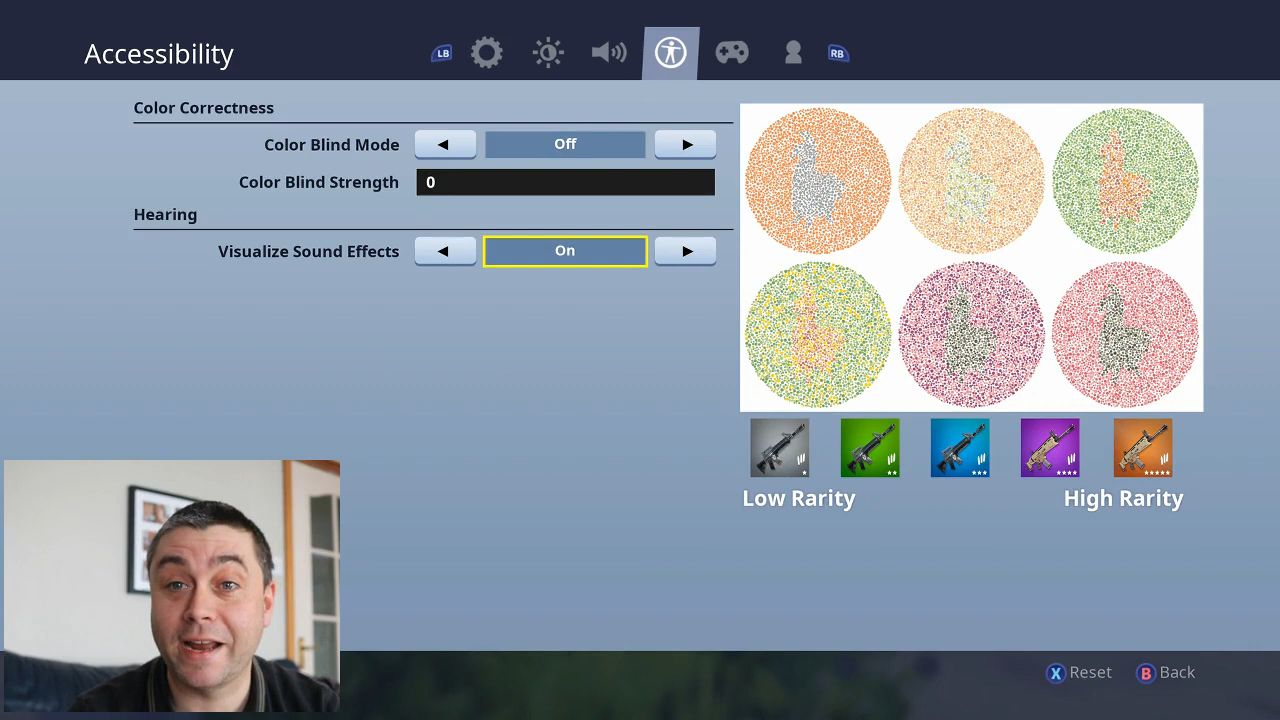 Accessibility
LB
RB
Color Correctness
Color Blind Mode
◀
Off
▶
Color Blind Strength
0
Hearing
Visualize Sound Effects
◀
On
▶
Low Rarity
High Rarity
X Reset
B Back